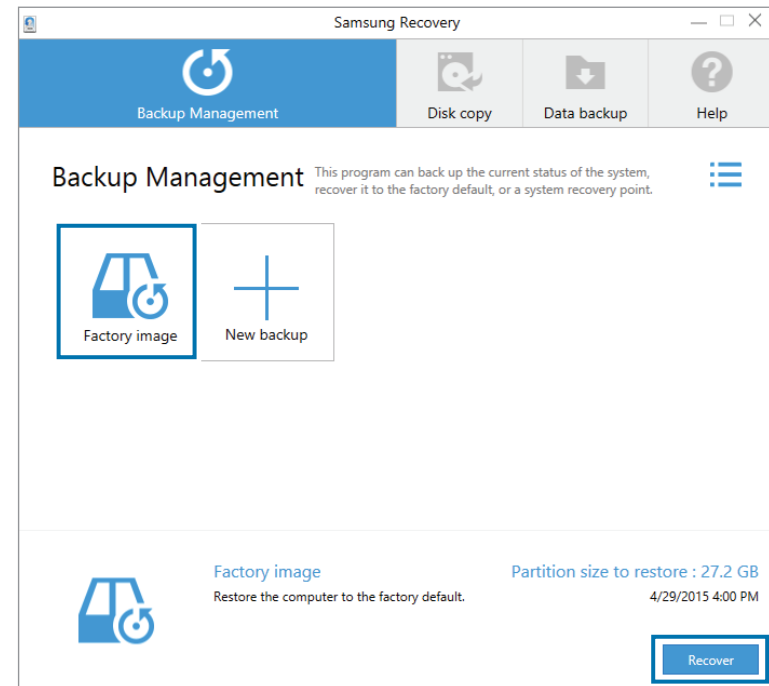 Samsung Recovery
Backup Management
Disk copy
Data backup
Help
Backup Management
This program can back up the current status of the system,
recover it to the factory default, or a system recovery point.
Factory image
New backup
Factory image
Partition size to restore : 27.2 GB
Restore the computer to the factory default.
4/29/2015 4:00 PM
Recover